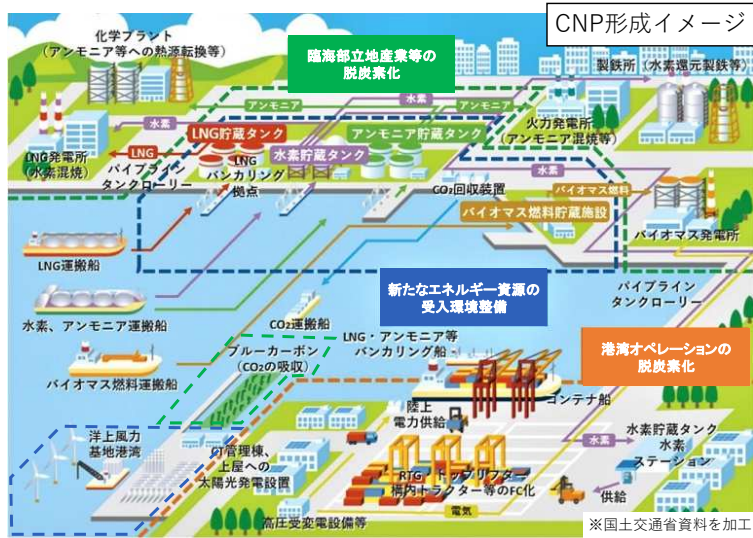 CNP形成イメージ
化学プラント
(アンモニア等への熱源転換等)
臨海部立地産業等の
脱炭素化
製鉄所(水素還元製鉄等)
アンモニア
水素
アンモニア
水素
LNG貯蔵タンク
アンモニア貯蔵タンク
火力発電所
(アンモニア混焼等)
LNG発電所
(水素混焼)
LNG
パイプライン
タンクローリー
LNG
バンカリング
拠点
水素貯蔵タンク
CO₂回収装置
水素
バイオマス燃料
バイオマス燃料貯蔵施設
バイオマス発電所
LNG運搬船
新たなエネルギー資源の
受入環境整備
パイプライン
タンクローリー
水素、アンモニア運搬船
CO₂運搬船
LNG・アンモニア等
バンカリング船
港湾オペレーションの
脱炭素化
ブルーカーボン
(CO₂の吸収)
バイオマス燃料運搬船
コンテナ船
陸上
電力供給
洋上風力
基地港湾
CT管理棟、
上屋への
太陽光発電設置
水素
水素貯蔵タンク
水素
ステーション
RTG・トップリフター
構内トラクター等のFC化
供給
電気
高圧受変電設備等
※国土交通省資料を加工